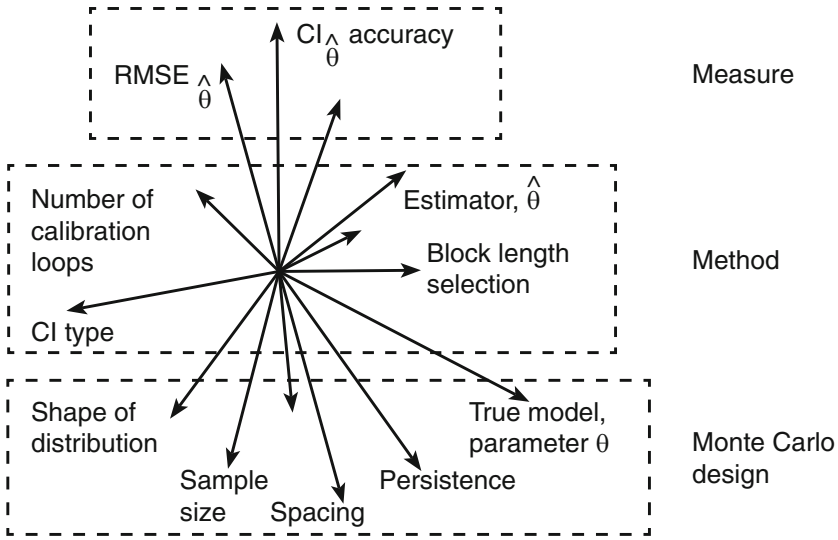 CI θ̂ accuracy
RMSE θ̂
Measure
Number of
calibration
loops
Estimator, θ̂
Block length
selection
Method
CI type
Shape of
distribution
True model,
parameter θ
Monte Carlo
design
Sample
size
Persistence
Spacing